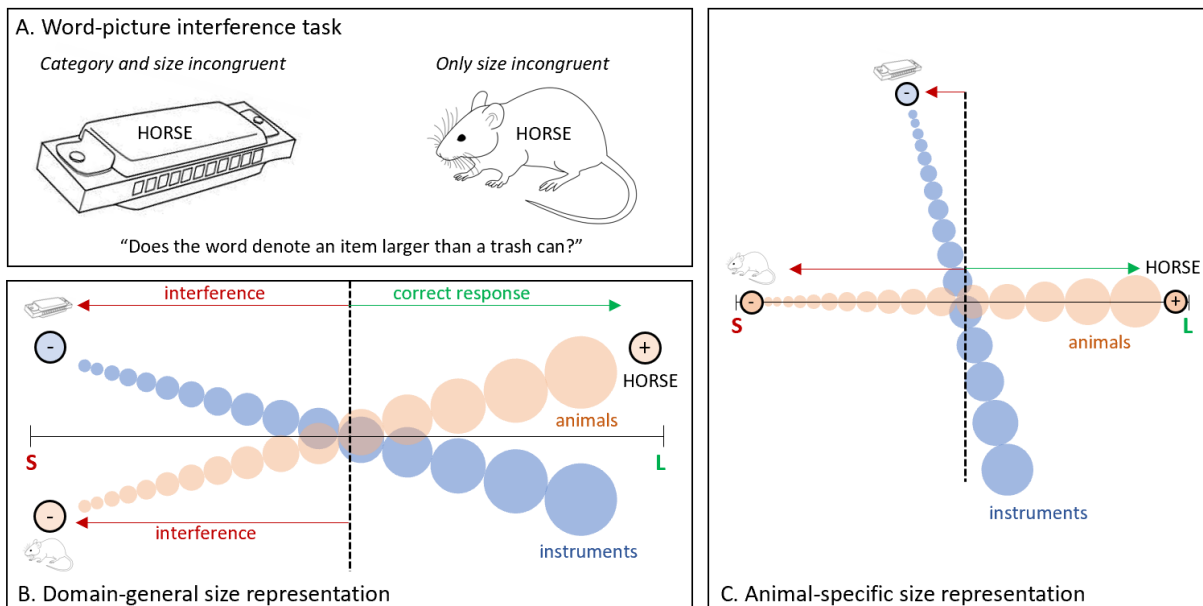 A. Word-picture interference task
Category and size incongruent
Only size incongruent
HORSE
HORSE
“Does the word denote an item larger than a trash can?”
interference
correct response
-
+
HORSE
animals
S
L
-
interference
instruments
B. Domain-general size representation
-
HORSE
-
+
S
L
animals
instruments
C. Animal-specific size representation